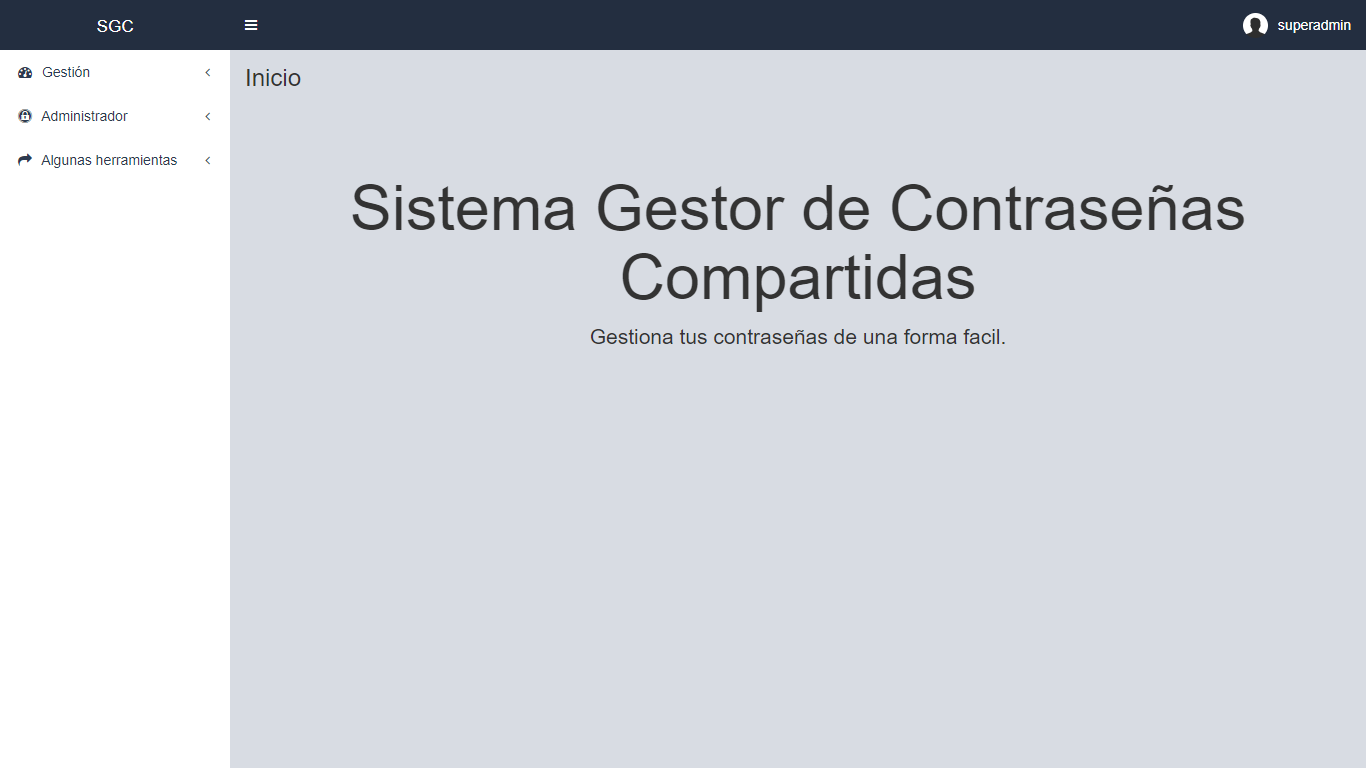 SGC
superadmin
Gestión
Administrador
Algunas herramientas
Inicio
Sistema Gestor de Contraseñas
Compartidas
Gestiona tus contraseñas de una forma facil.